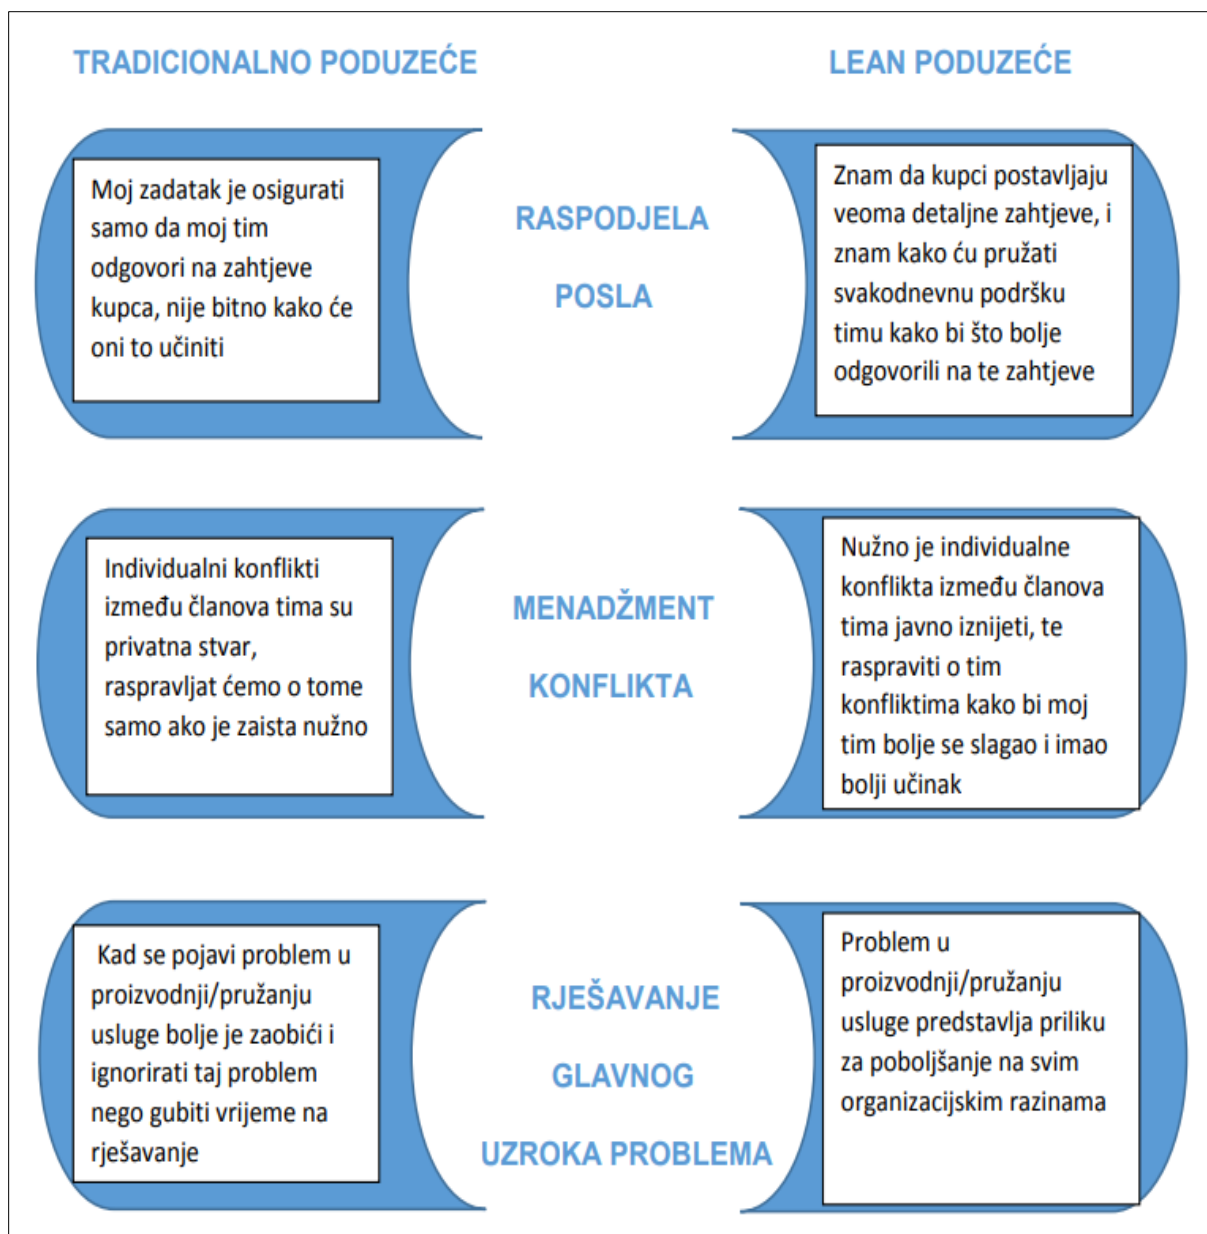 TRADICIONALNO PODUZEĆE
LEAN PODUZEĆE
Moj zadatak je osigurati
samo da moj tim
odgovori na zahtjeve
kupca, nije bitno kako će
oni to učiniti
RASPODJELA
POSLA
Znam da kupci postavljaju
veoma detaljne zahtjeve, i
znam kako ću pružati
svakodnevnu podršku
timu kako bi što bolje
odgovorili na te zahtjeve
Individualni konflikti
između članova tima su
privatna stvar,
raspravljat ćemo o tome
samo ako je zaista nužno
MENADŽMENT
KONFLIKTA
Nužno je individualne
konflikta između članova
tima javno iznijeti, te
raspraviti o tim
konfliktima kako bi moj
tim bolje se slagao i imao
bolji učinak
Kad se pojavi problem u
proizvodnji/pružanju
usluge bolje je zaobići i
ignorirati taj problem
nego gubiti vrijeme na
rješavanje
RJEŠAVANJE
GLAVNOG
UZROKA PROBLEMA
Problem u
proizvodnji/pružanju
usluge predstavlja priliku
za poboljšanje na svim
organizacijskim razinama